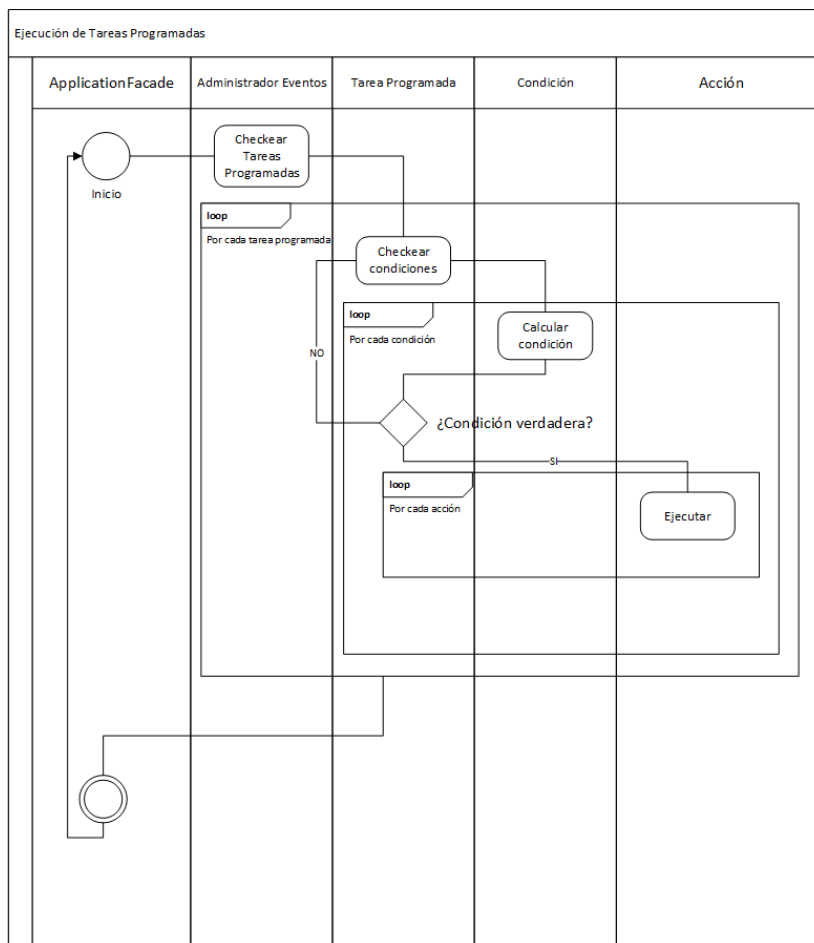 Ejecución de Tareas Programadas
ApplicationFacade
Administrador Eventos
Tarea Programada
Condición
Acción
Checkear
Tareas
Programadas
Inicio
loop
Por cada tarea programada
Checkear
condiciones
loop
Por cada condición
Calcular
condición
NO
¿Condición verdadera?
SI
loop
Por cada acción
Ejecutar